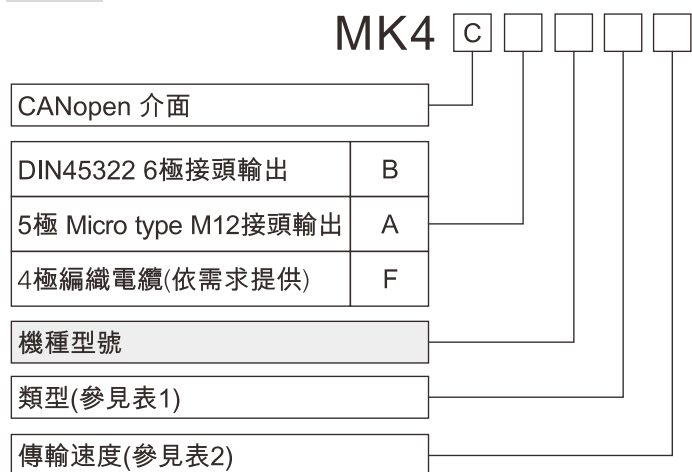 MK4 C
CANopen 介面
DIN45322 6極接頭輸出 B
5極 Micro type M12接頭輸出 A
4極編織電纜(依需求提供) F
機種型號
類型(參見表1)
傳輸速度(參見表2)